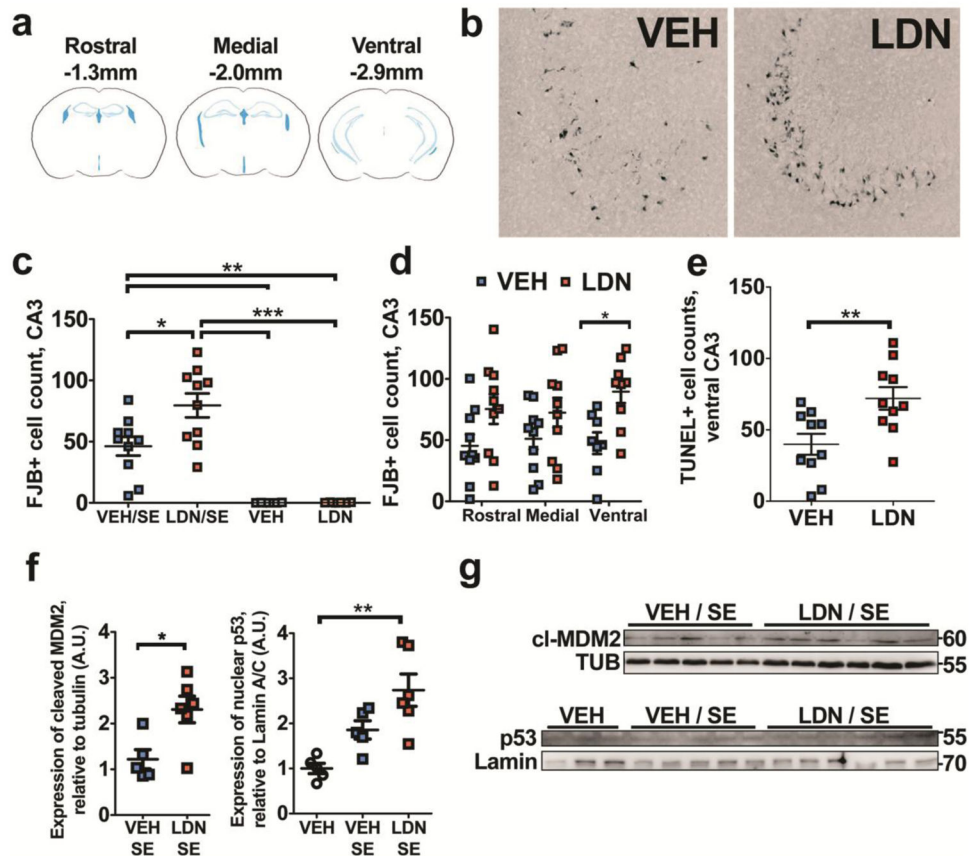 a
Rostral
-1.3mm
Medial
-2.0mm
Ventral
-2.9mm
b
VEH
LDN
c
FJB+ cell count, CA3
150
100
50
0
**
*
***
VEH/SE
LDN/SE
VEH
LDN
d
VEH
LDN
FJB+ cell count, CA3
150
100
50
0
*
Rostral
Medial
Ventral
e
TUNEL+ cell counts,
ventral CA3
150
100
50
0
**
VEH
LDN
f
Expression of cleaved MDM2,
relative to tubulin (A.U.)
4
3
2
1
0
*
VEH
SE
LDN
SE
Expression of nuclear p53,
relative to Lamin A/C (A.U.)
4
3
2
1
0
**
VEH
VEH
SE
LDN
SE
g
VEH / SE
LDN / SE
cl-MDM2
60
TUB
55
VEH
VEH / SE
LDN / SE
p53
55
Lamin
70